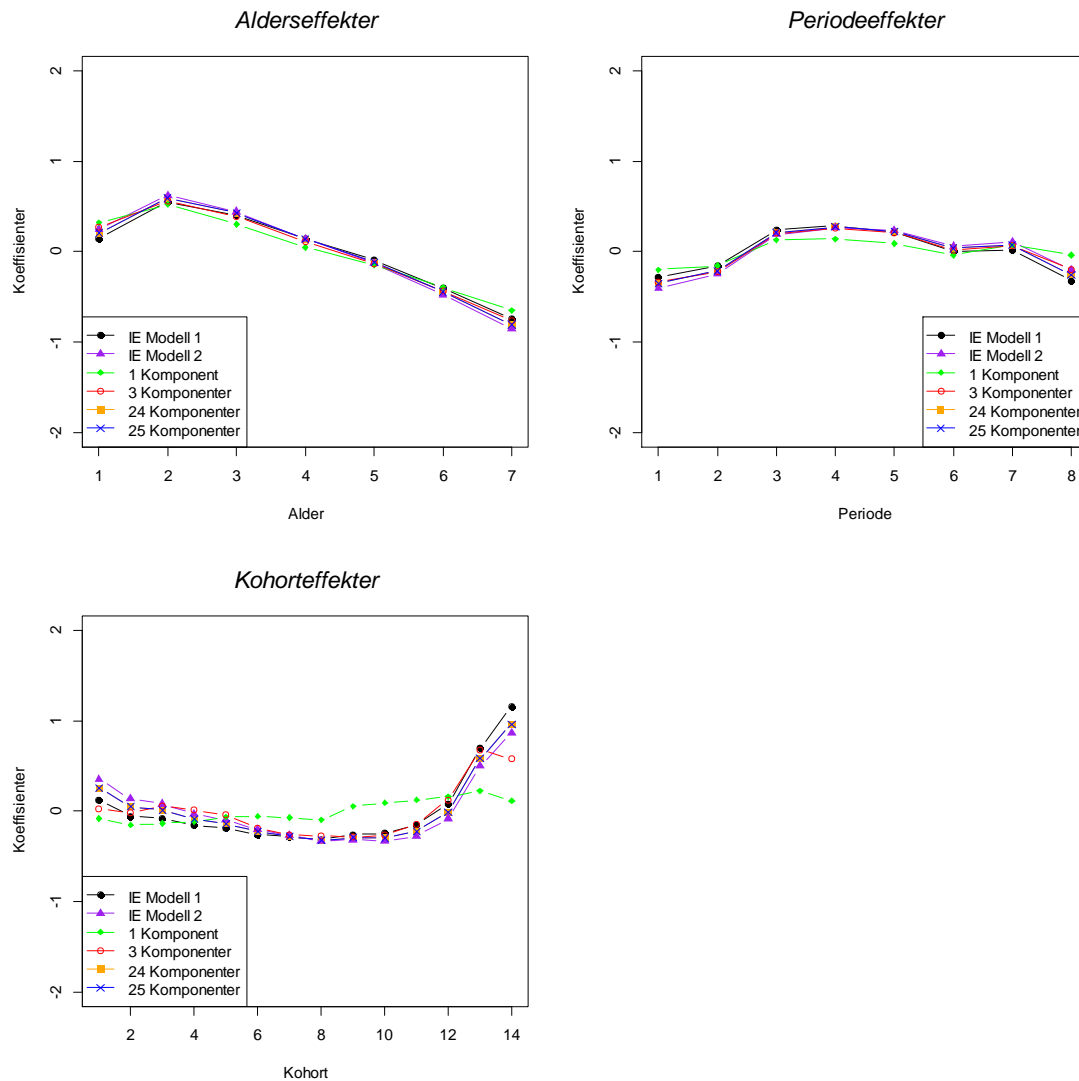 Alderseffekter
Koeffisienter
2
1
0
-1
-2
IE Modell 1
IE Modell 2
1 Komponent
3 Komponenter
24 Komponenter
25 Komponenter
1 2 3 4 5 6 7
Alder
Periodeeffekter
Koeffisienter
2
1
0
-1
-2
IE Modell 1
IE Modell 2
1 Komponent
3 Komponenter
24 Komponenter
25 Komponenter
1 2 3 4 5 6 7 8
Periode
Kohorteffekter
Koeffisienter
2
1
0
-1
-2
IE Modell 1
IE Modell 2
1 Komponent
3 Komponenter
24 Komponenter
25 Komponenter
2 4 6 8 10 12 14
Kohort